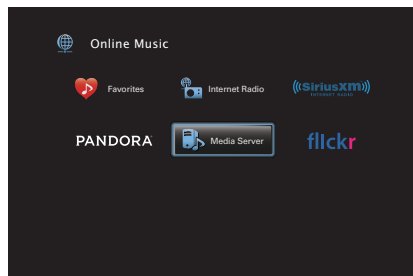 Online Music
Favorites
Internet Radio
((SiriusXM))
INTERNET RADIO
PANDORA
Media Server
flickr